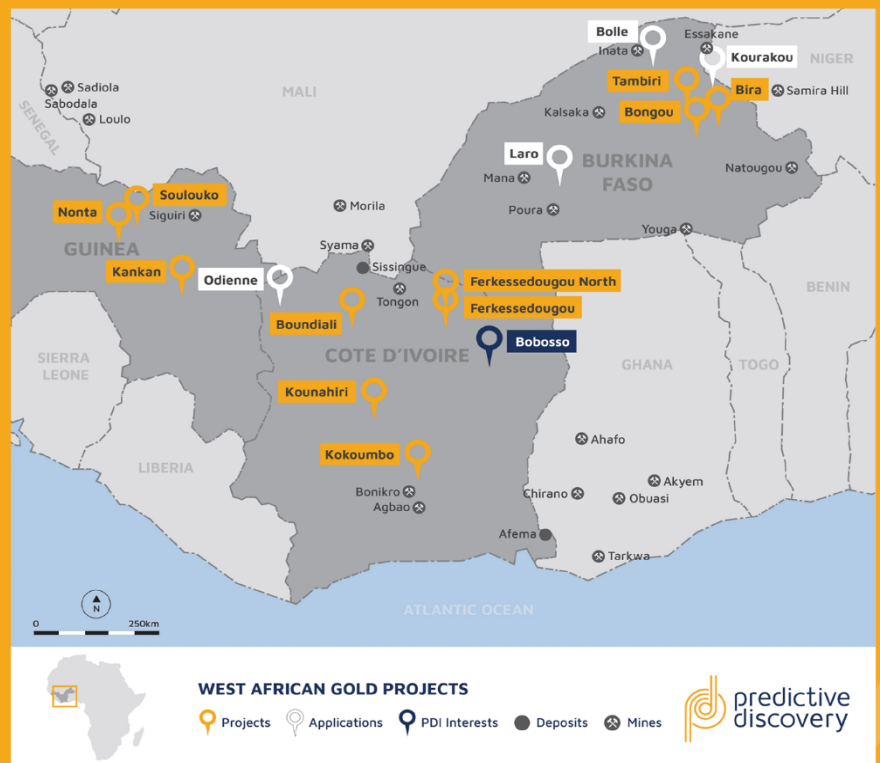 Bolle
Essakane
Inata
Kourakou
NIGER
Sadiola
Sabodala
MALI
Tambiri
Bira
Samira Hill
Loulo
SENEGAL
Kalsaka
Bongou
Laro
BURKINA
FASO
Natougou
Mana
Soulouko
Nonta
Siguiri
Morila
Poura
Youga
GUINEA
Syama
Kankan
Odienne
Sissingue
Ferkessedougou North
BENIN
Tongon
Ferkessedougou
Boundiali
COTE D'IVOIRE
Bobosso
SIERRA
LEONE
GHANA
TOGO
Kounahiri
Ahafo
Kokoumbo
LIBERIA
Akyem
Bonikro
Chirano
Obuasi
Agbao
Afema
Tarkwa
N
ATLANTIC OCEAN
0
250km
WEST AFRICAN GOLD PROJECTS
Projects
Applications
PDI Interests
Deposits
Mines
predictive
discovery